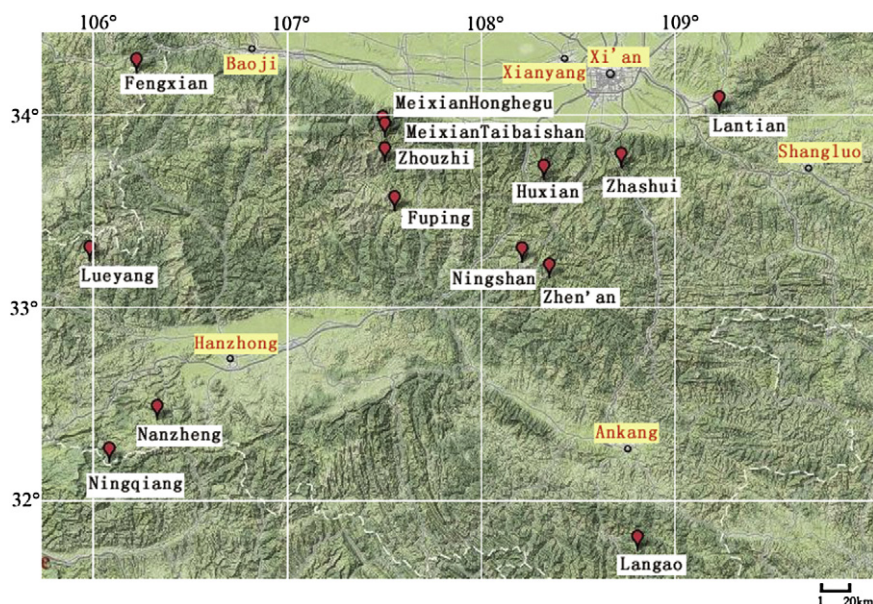 106°
107°
108°
109°
Baoji
Xi'an
Xianyang
Fengxian
MeixianHonghegu
34°
MeixianTaibaishan
Lantian
Zhouzhi
Shangluo
Huxian
Zhashui
Fuping
Lueyang
Ningshan
Zhen'an
33°
Hanzhong
Nanzheng
Ankang
Ningqiang
32°
e
Langao
1 20km